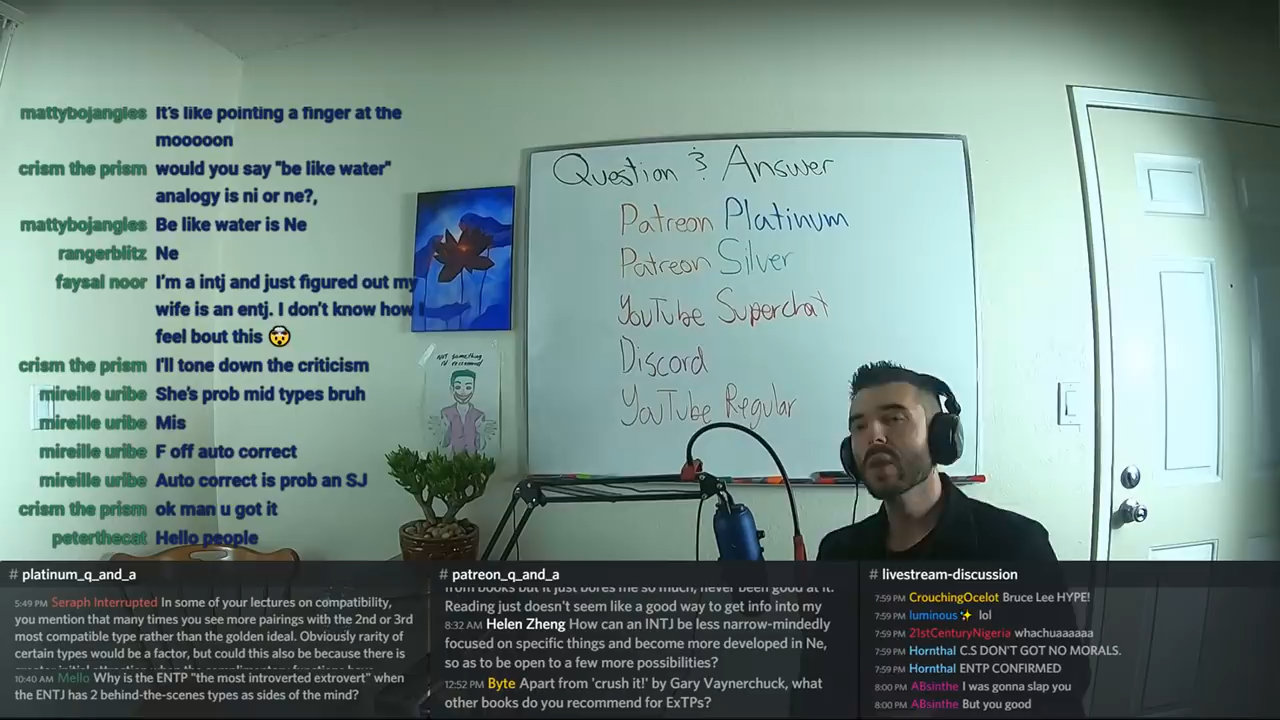 mattybojangles It's like pointing a finger at the
mooooon
crism the prism would you say "be like water"
analogy is ni or ne?,
mattybojangles Be like water is Ne
rangerblitz Ne
faysal noor I'm a intj and just figured out my
wife is an entj. I don't know how I
feel bout this 🤯
crism the prism I'll tone down the criticism
mireille uribe She's prob mid types bruh
mireille uribe Mis
mireille uribe F off auto correct
mireille uribe Auto correct is prob an SJ
crism the prism ok man u got it
peterthecat Hello people
Question & Answer
Patreon Platinum
Patreon Silver
YouTube Superchat
Discord
YouTube Regular
Not something
I'd recommend
# platinum_q_and_a
5:49 PM Seraph Interrupted In some of your lectures on compatibility,
you mention that many times you see more pairings with the 2nd or 3rd
most compatible type rather than the golden ideal. Obviously rarity of
certain types would be a factor, but could this also be because there is
greater initial attraction when the complimentary functions have
10:40 AM Mello Why is the ENTP "the most introverted extrovert" when
the ENTJ has 2 behind-the-scenes types as sides of the mind?
# patreon_q_and_a
from books but it just bores me so much, never been good at it.
Reading just doesn't seem like a good way to get info into my
8:32 AM Helen Zheng How can an INTJ be less narrow-mindedly
focused on specific things and become more developed in Ne,
so as to be open to a few more possibilities?
12:52 PM Byte Apart from 'crush it!' by Gary Vaynerchuck, what
other books do you recommend for ExTPs?
# livestream-discussion
7:59 PM CrouchingOcelot Bruce Lee HYPE!
7:59 PM luminous✨ lol
7:59 PM 21stCenturyNigeria whachuaaaaaa
7:59 PM Hornthal C.S DON'T GOT NO MORALS.
7:59 PM Hornthal ENTP CONFIRMED
8:00 PM ABsinthe I was gonna slap you
8:00 PM ABsinthe But you good